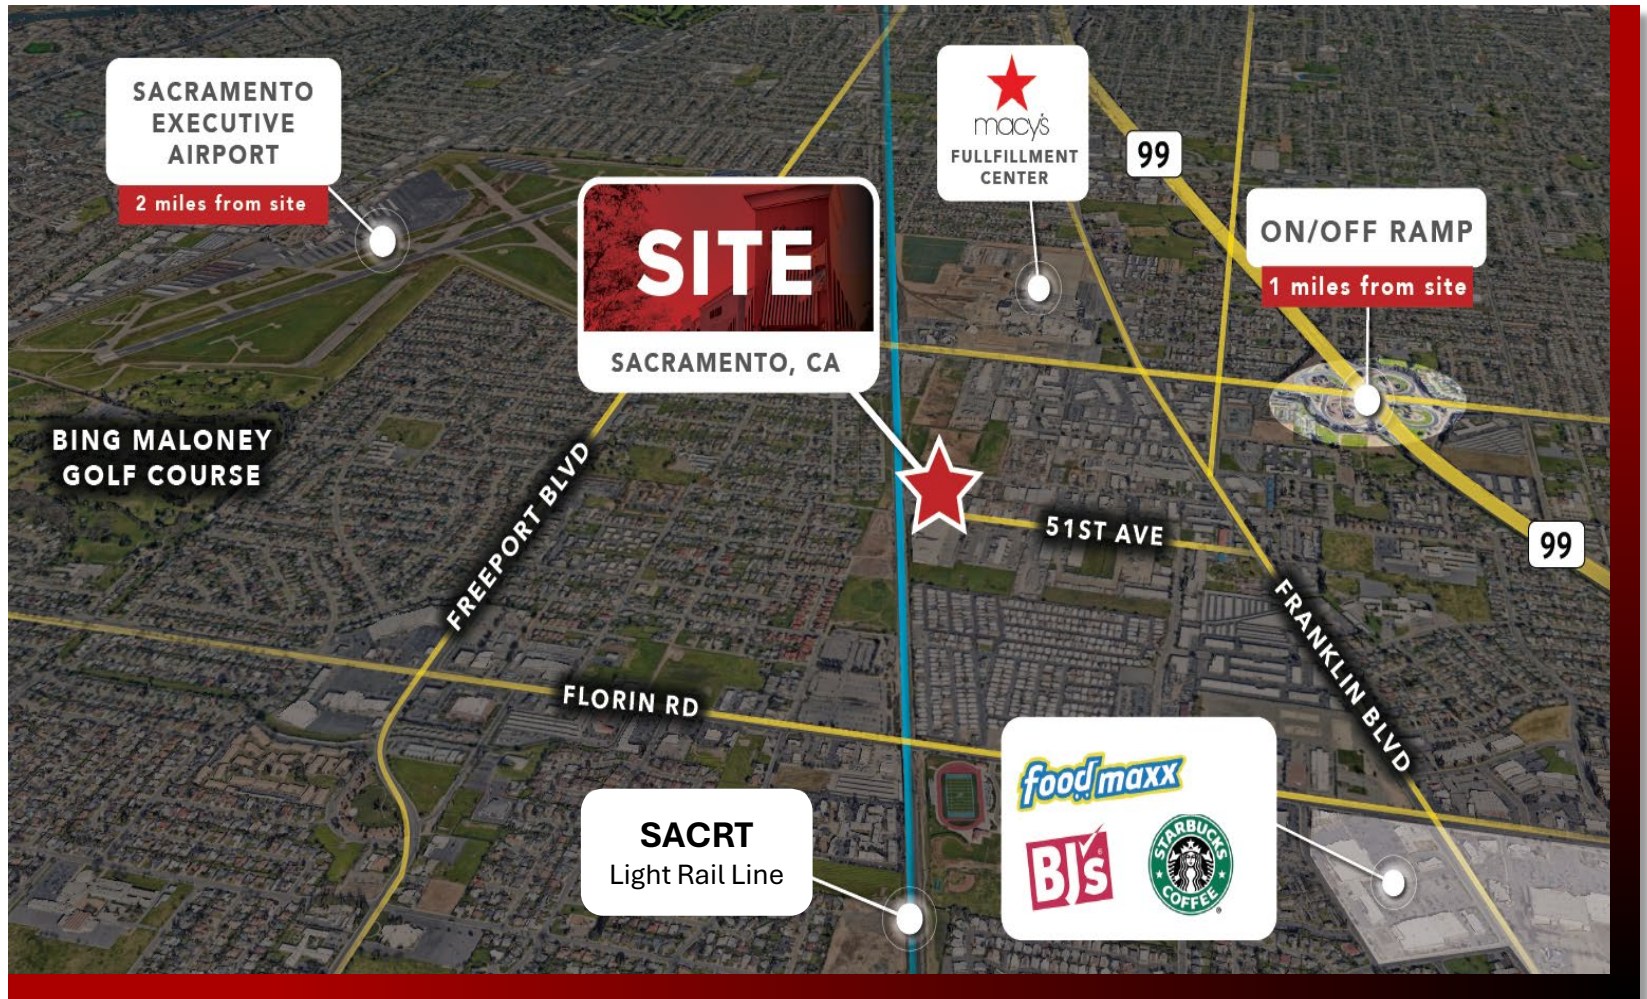 SACRAMENTO
EXECUTIVE
AIRPORT
2 miles from site
macy's
FULLFILLMENT
CENTER
99
ON/OFF RAMP
1 miles from site
SITE
SACRAMENTO, CA
BING MALONEY
GOLF COURSE
FREEPORT BLVD
51ST AVE
99
FRANKLIN BLVD
FLORIN RD
foodmaxx
BJ's
STARBUCKS
COFFEE
SACRT
Light Rail Line